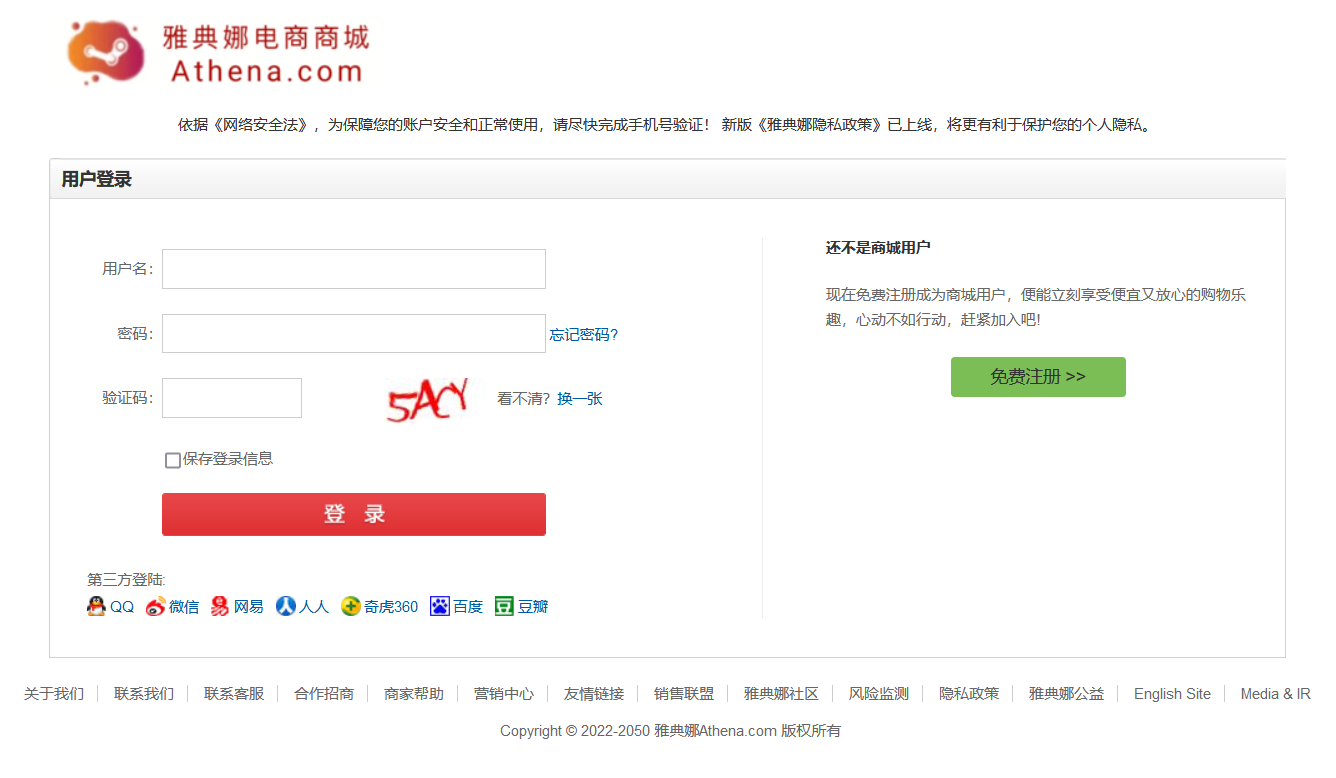 雅典娜电商商城
Athena.com
依据《网络安全法》，为保障您的账户安全和正常使用，请尽快完成手机号验证！ 新版《雅典娜隐私政策》已上线，将更有利于保护您的个人隐私。
用户登录
用户名：
密码： 忘记密码?
验证码： 5ACY 看不清？换一张
保存登录信息
登 录
第三方登陆:
QQ 微信 网易 人人 奇虎360 百度 豆瓣
还不是商城用户
现在免费注册成为商城用户，便能立刻享受便宜又放心的购物乐
趣，心动不如行动，赶紧加入吧!
免费注册 >>
关于我们 联系我们 联系客服 合作招商 商家帮助 营销中心 友情链接 销售联盟 雅典娜社区 风险监测 隐私政策 雅典娜公益 English Site Media & IR
Copyright © 2022-2050 雅典娜Athena.com 版权所有